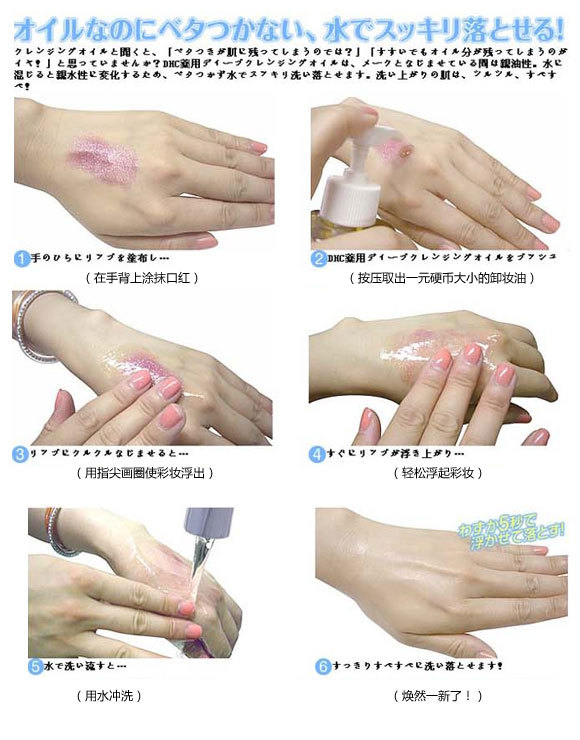 オイルなのにベタつかない、水でスッキリ落とせる!
クレンジングオイルと聞くと、「ベタつきが肌に残ってしまうのでは?」「すすいでもオイル分が残ってしまうのが
イヤ!」と思っていませんか?DHC薬用ディープクレンジングオイルは、メークとなじませている間は親油性。水に
混じると親水性に変化するため、ベタつかず水でスッキリ洗い落とせます。洗い上がりの肌は、ツルツル、すべす
べ!
1 手のひらにリップを塗布し…
(在手背上涂抹口红)
2 DHC薬用ディープクレンジングオイルをプッシュ
(按压取出一元硬币大小的卸妆油)
3 リップにクルクルなじませると…
(用指尖画圈使彩妆浮出)
4 すぐにリップが浮き上がり…
(轻松浮起彩妆)
5 水で洗い流すと…
(用水冲洗)
わずか5秒で
浮かせて落とす!
6 すっきりすべすべに洗い落とせます!
(焕然一新了!)